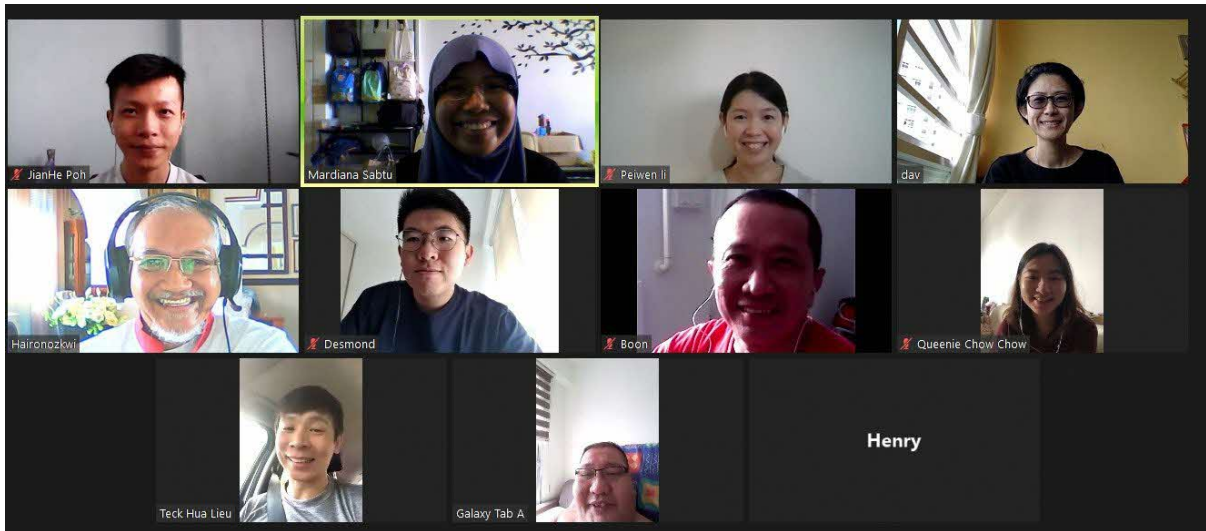 JianHe Poh
Mardiana Sabtu
Peiwen li
dav
Haironozkwi
Desmond
Boon
Queenie Chow Chow
Teck Hua Lieu
Galaxy Tab A
Henry